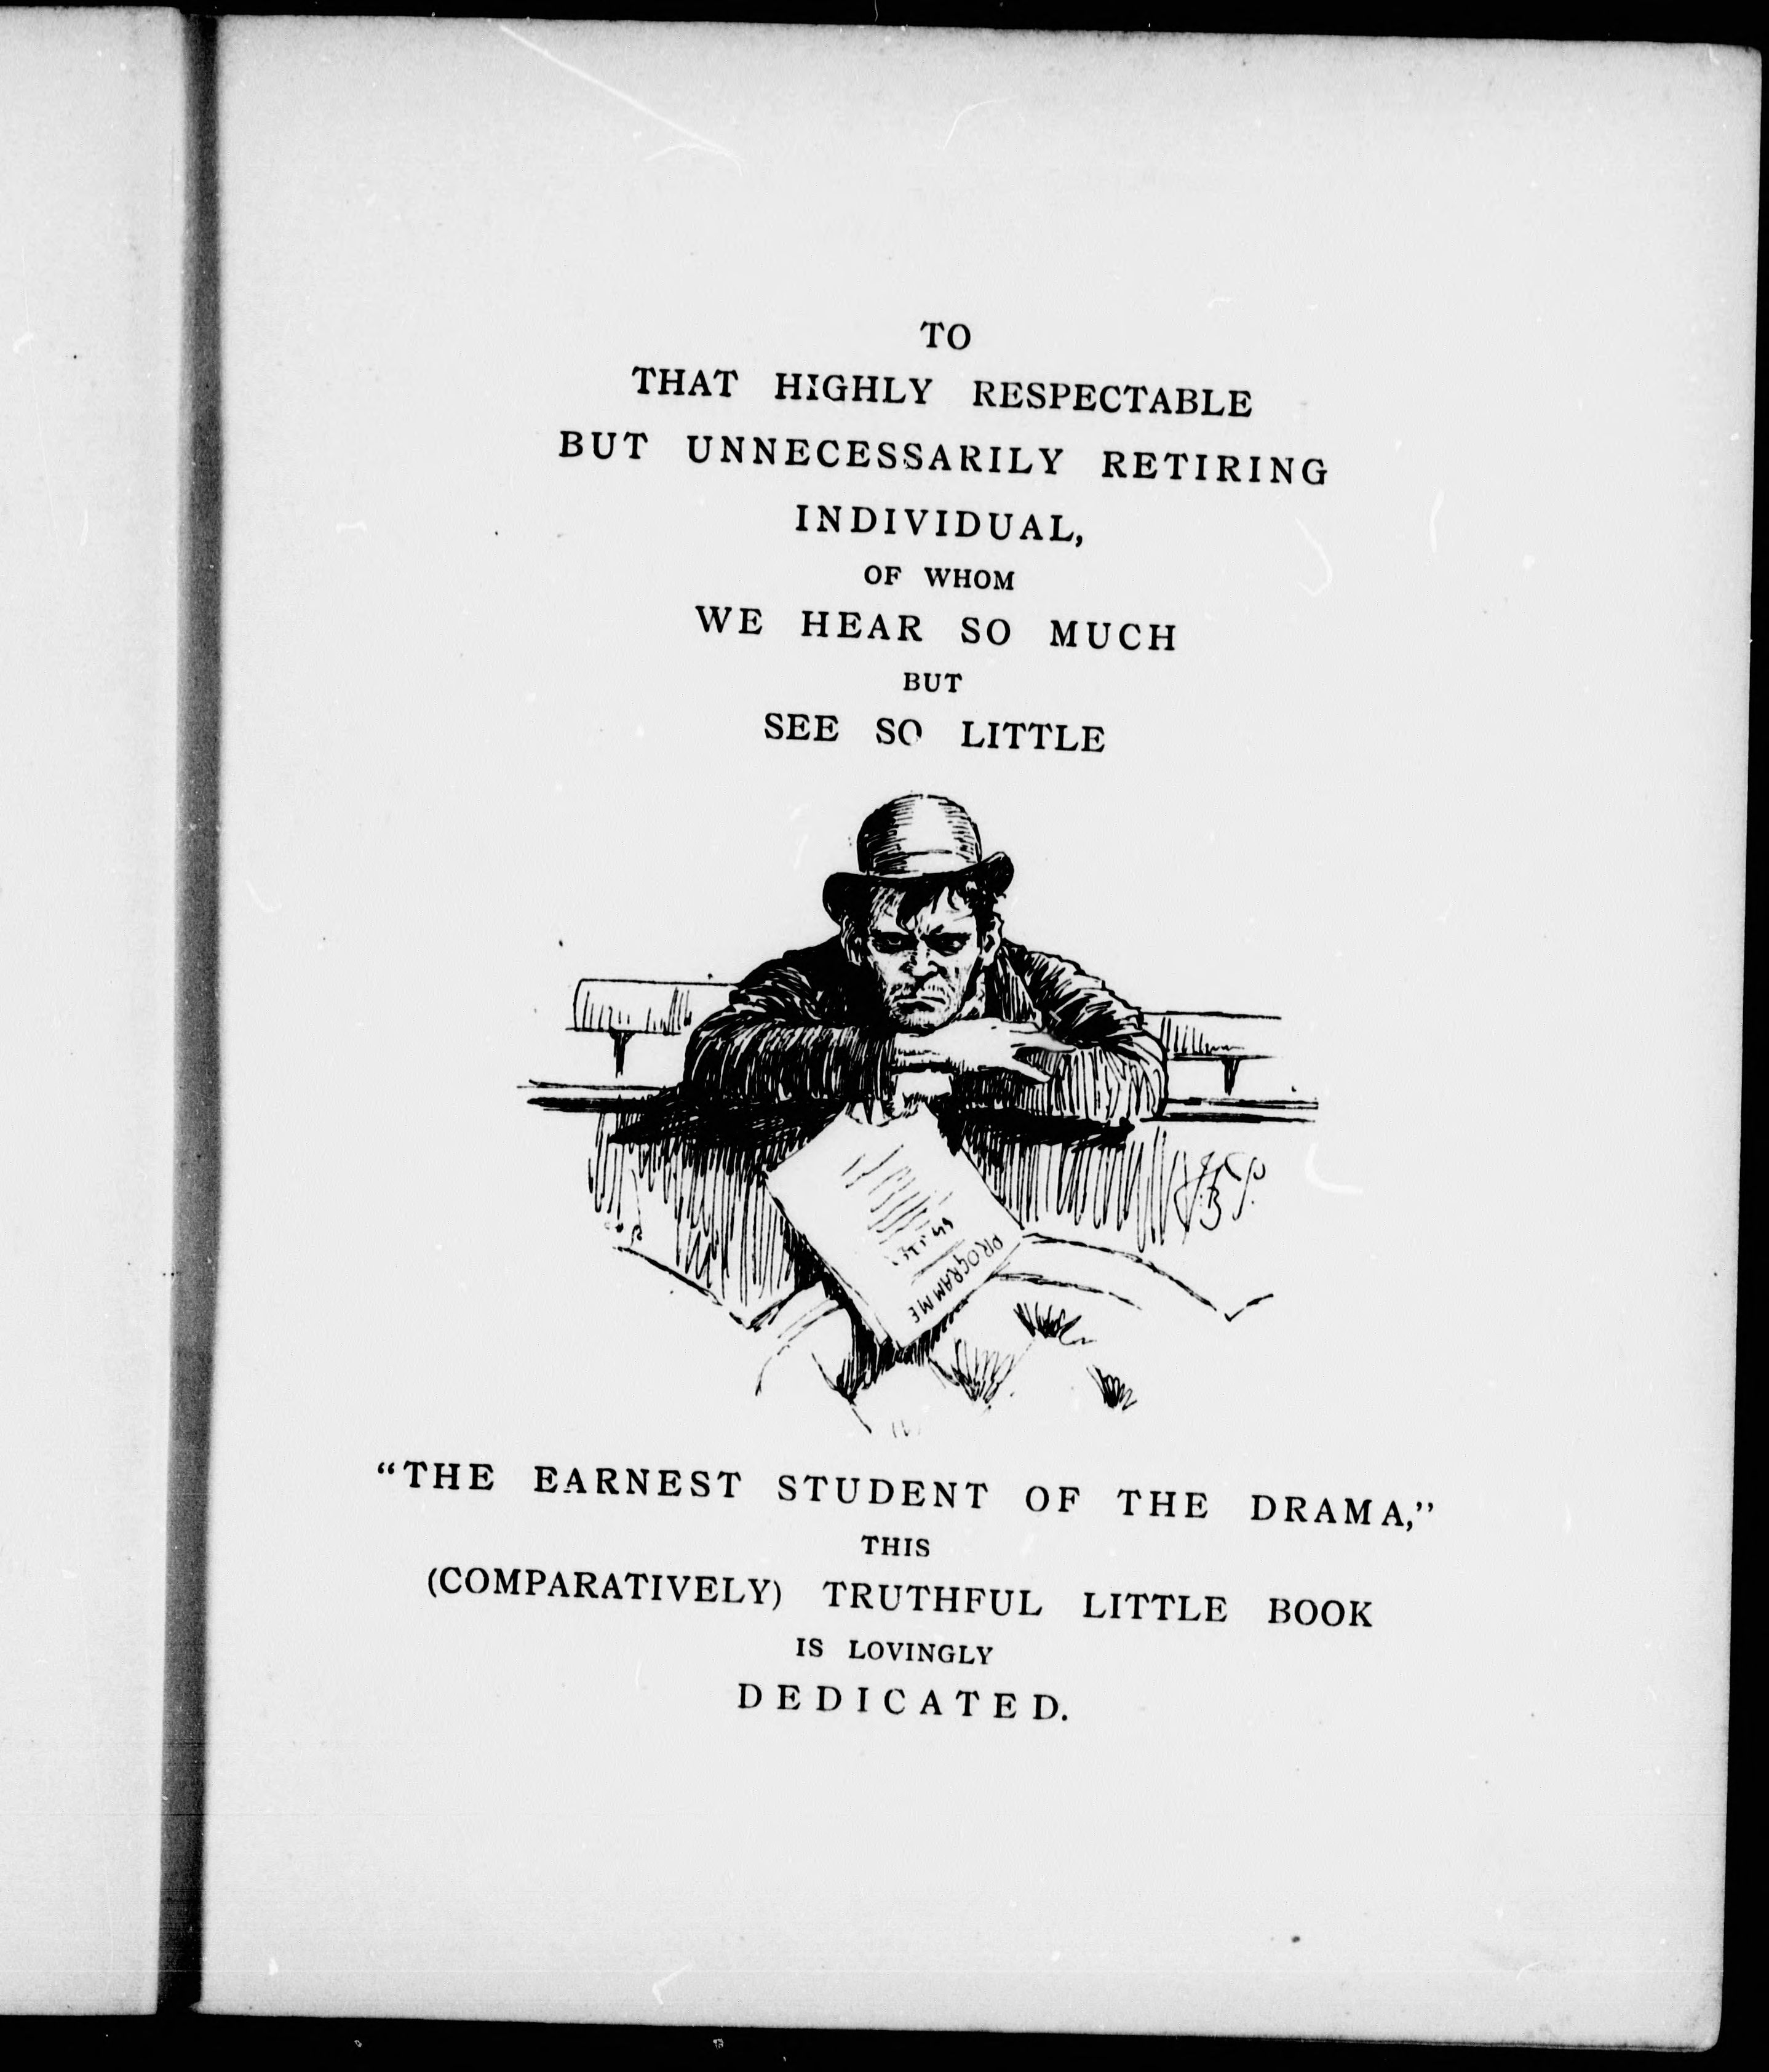 TO
THAT HIGHLY RESPECTABLE
BUT UNNECESSARILY RETIRING
INDIVIDUAL,
OF WHOM
WE HEAR SO MUCH
BUT
SEE SO LITTLE
PROGRAMME
“THE EARNEST STUDENT OF THE DRAMA,”
THIS
(COMPARATIVELY) TRUTHFUL LITTLE BOOK
IS LOVINGLY
DEDICATED.